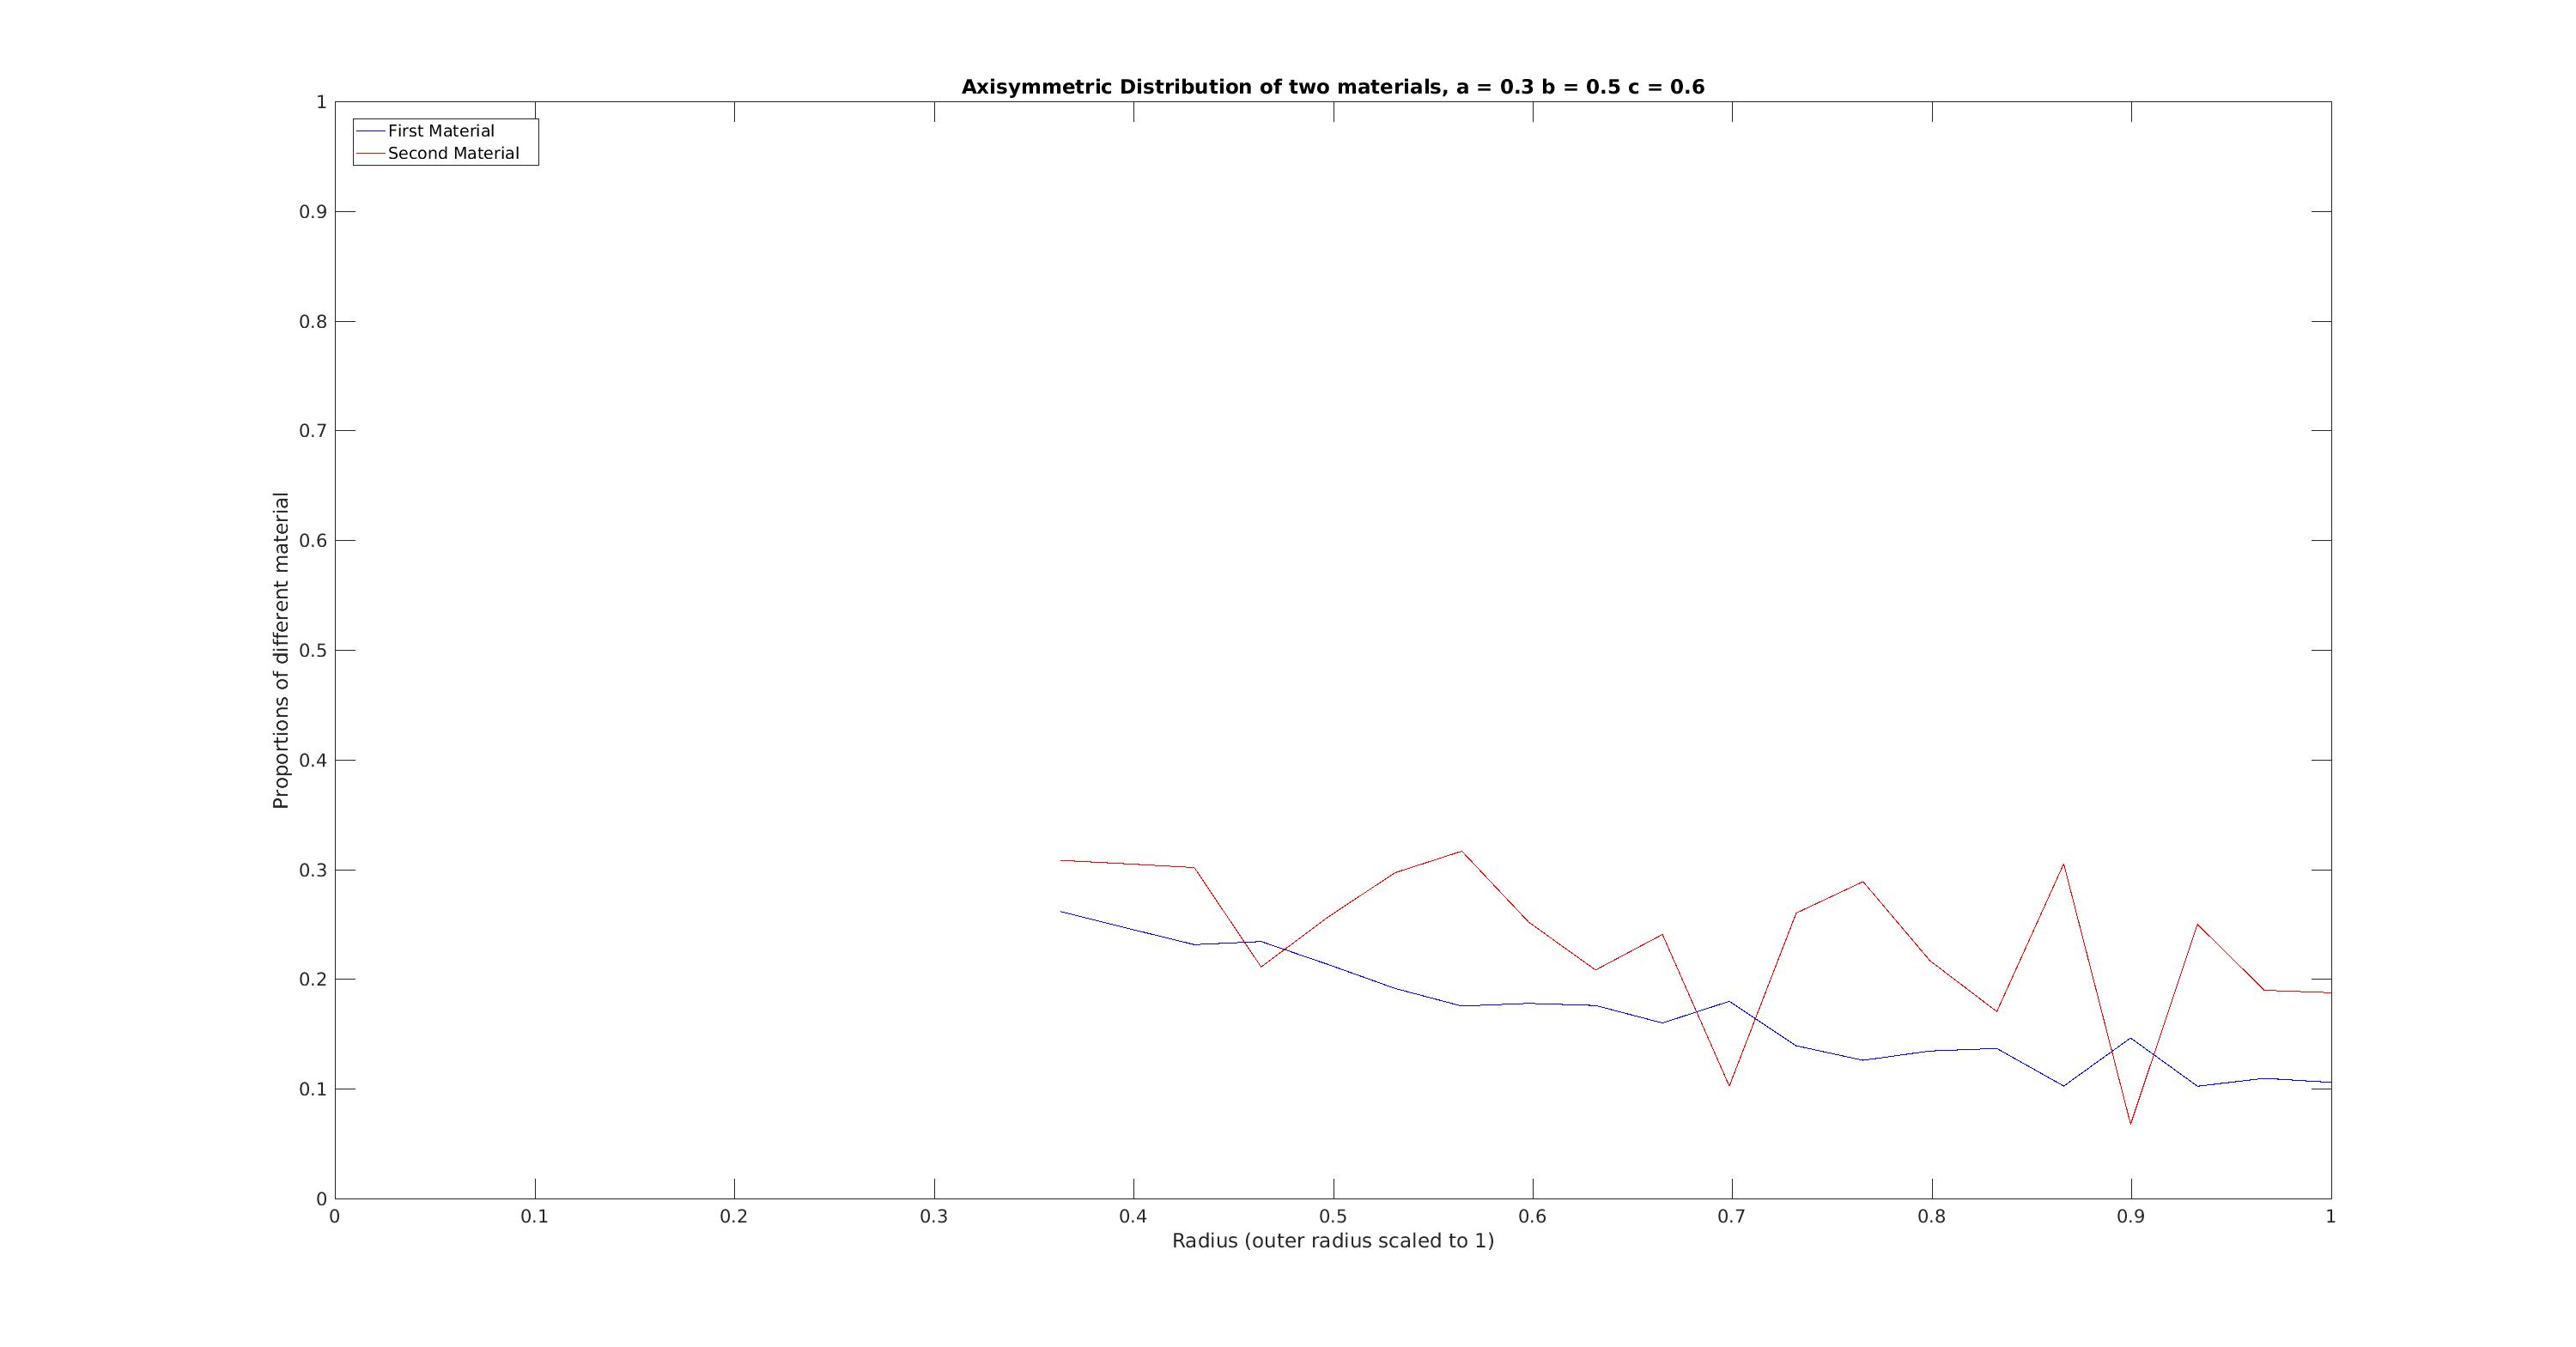 Axisymmetric Distribution of two materials, a = 0.3 b = 0.5 c = 0.6
First Material
Second Material
1
0.9
0.8
0.7
0.6
0.5
0.4
0.3
0.2
0.1
0
Proportions of different material
0 0.1 0.2 0.3 0.4 0.5 0.6 0.7 0.8 0.9 1
Radius (outer radius scaled to 1)